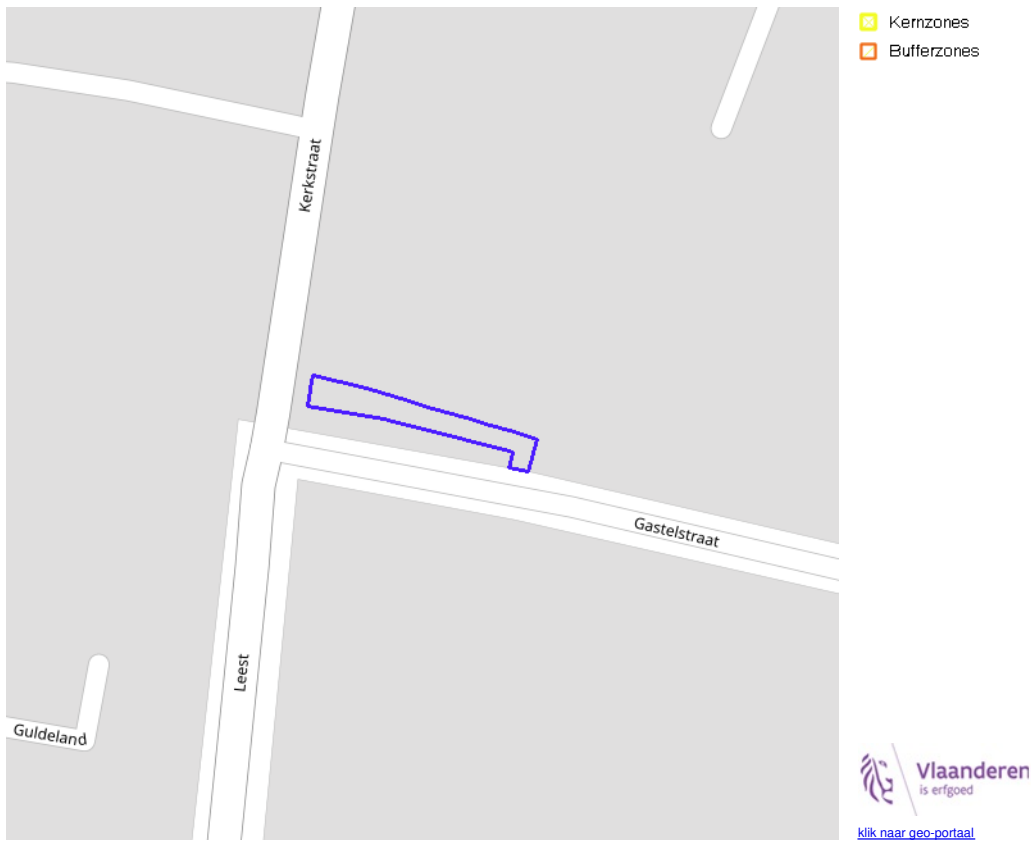 Kernzones
Bufferzones
Kerkstraat
Gastelstraat
Leest
Guldeland
Vlaanderen
is erfgoed
klik naar geo-portaal